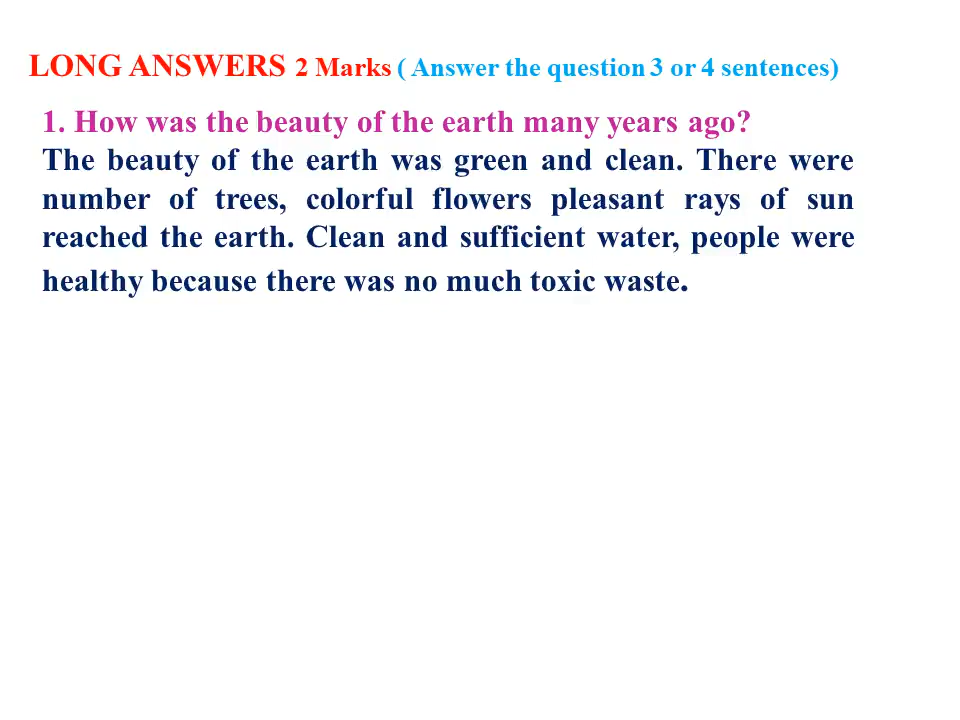 LONG ANSWERS 2 Marks ( Answer the question 3 or 4 sentences)
1. How was the beauty of the earth many years ago?
The beauty of the earth was green and clean. There were
number of trees, colorful flowers pleasant rays of sun
reached the earth. Clean and sufficient water, people were
healthy because there was no much toxic waste.